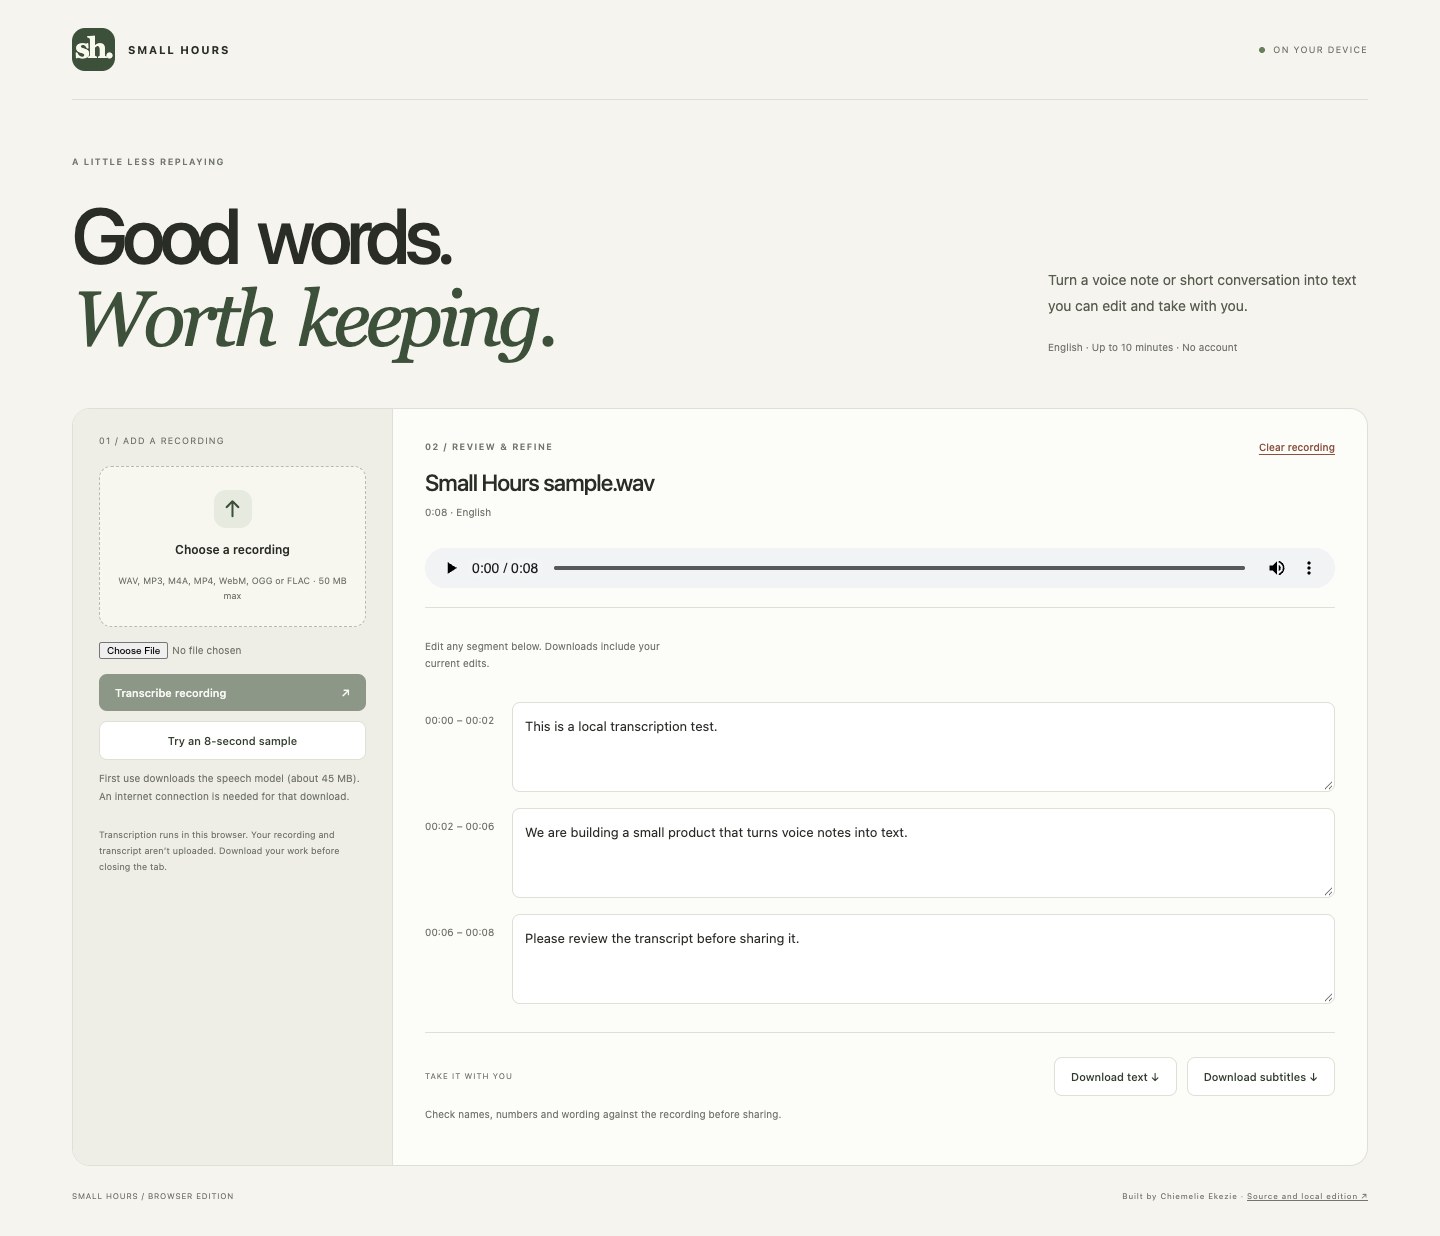 sh.
SMALL HOURS
ON YOUR DEVICE
A LITTLE LESS REPLAYING
Good words.
Worth keeping.
Turn a voice note or short conversation into text
you can edit and take with you.
English · Up to 10 minutes · No account
01 / ADD A RECORDING
Choose a recording
WAV, MP3, M4A, MP4, WebM, OGG or FLAC · 50 MB
max
Choose File No file chosen
Transcribe recording ↗
Try an 8-second sample
First use downloads the speech model (about 45 MB).
An internet connection is needed for that download.
Transcription runs in this browser. Your recording and
transcript aren't uploaded. Download your work before
closing the tab.
02 / REVIEW & REFINE
Clear recording
Small Hours sample.wav
0:08 · English
0:00 / 0:08
Edit any segment below. Downloads include your
current edits.
00:00 – 00:02
This is a local transcription test.
00:02 – 00:06
We are building a small product that turns voice notes into text.
00:06 – 00:08
Please review the transcript before sharing it.
TAKE IT WITH YOU
Download text ↓
Download subtitles ↓
Check names, numbers and wording against the recording before sharing.
SMALL HOURS / BROWSER EDITION
Built by Chiemelie Ekezie · Source and local edition ↗